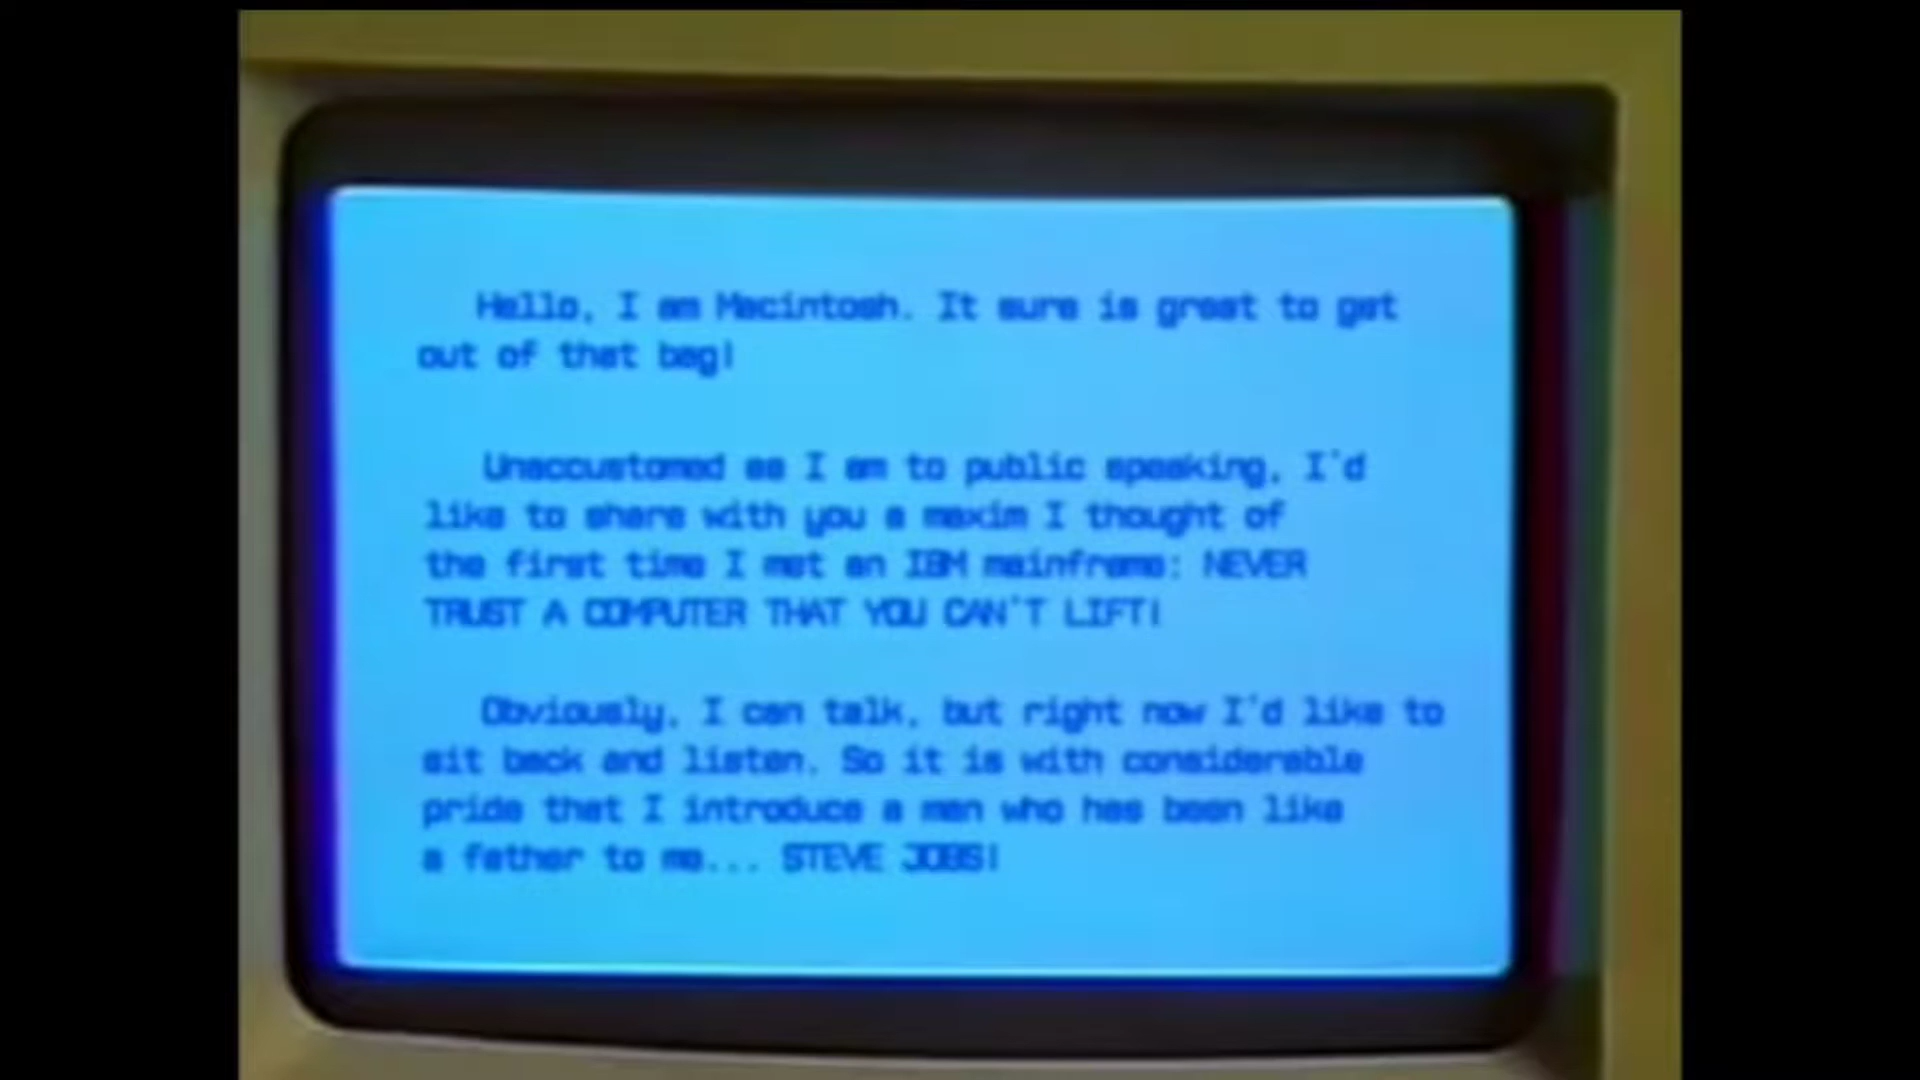 Hello, I am Macintosh. It sure is great to get
out of that bag!
Unaccustomed as I am to public speaking, I'd
like to share with you a maxim I thought of
the first time I met an IBM mainframe: NEVER
TRUST A COMPUTER THAT YOU CAN'T LIFT!
Obviously, I can talk, but right now I'd like to
sit back and listen. So it is with considerable
pride that I introduce a man who has been like
a father to me... STEVE JOBS!